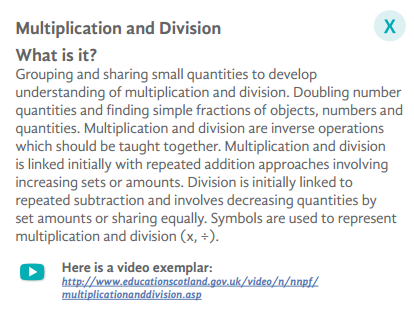 Multiplication and Division
X
What is it?
Grouping and sharing small quantities to develop
understanding of multiplication and division. Doubling number
quantities and finding simple fractions of objects, numbers and
quantities. Multiplication and division are inverse operations
which should be taught together. Multiplication and division
is linked initially with repeated addition approaches involving
increasing sets or amounts. Division is initially linked to
repeated subtraction and involves decreasing quantities by
set amounts or sharing equally. Symbols are used to represent
multiplication and division (x, ÷).
Here is a video exemplar:
http://www.educationscotland.gov.uk/video/n/nnpf/
multiplicationanddivision.asp